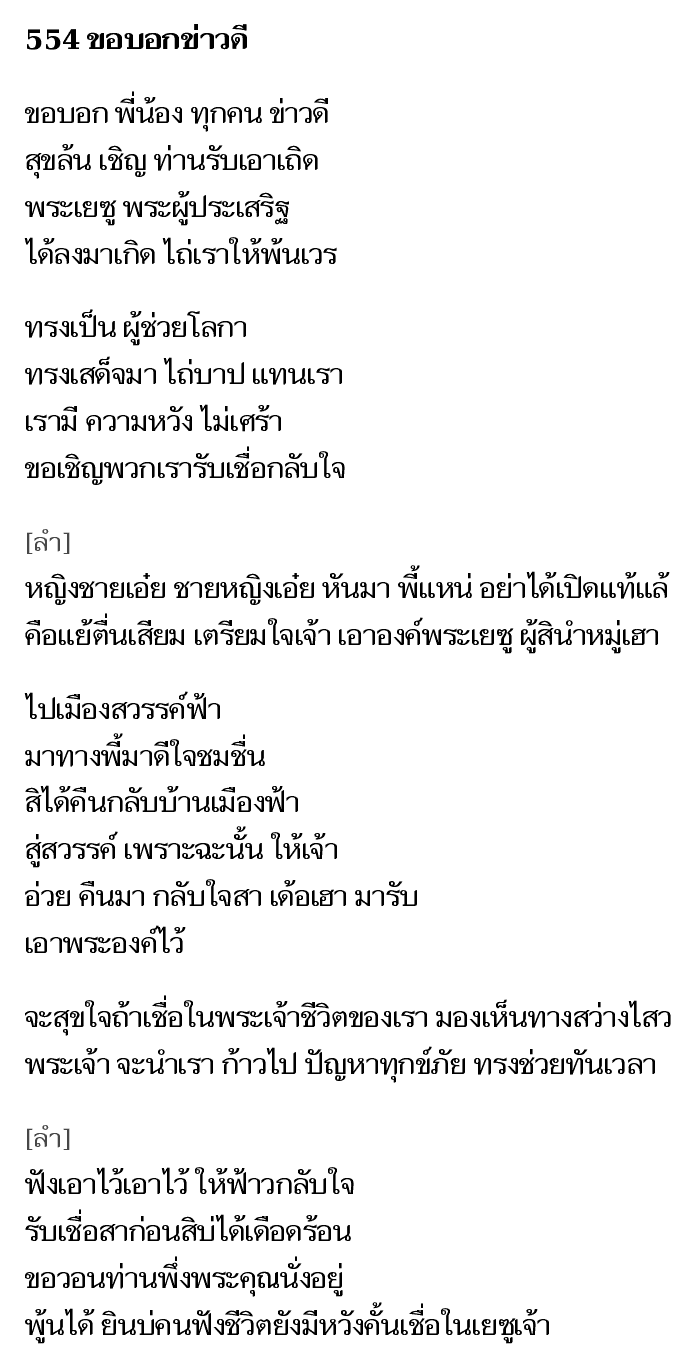 554 ขอบอกข่าวดี
ขอบอก พี่น้อง ทุกคน ข่าวดี
สุขล้น เชิญ ท่านรับเอาเถิด
พระเยซู พระผู้ประเสริฐ
ได้ลงมาเกิด ไถ่เราให้พ้นเวร
ทรงเป็น ผู้ช่วยโลกา
ทรงเสด็จมา ไถ่บาป แทนเรา
เรามี ความหวัง ไม่เศร้า
ขอเชิญพวกเรารับเชื่อกลับใจ
[ลำ]
หญิงชายเอ๋ย ชายหญิงเอ๋ย หันมา พี้แหน่ อย่าได้เปิดแท้แล้
คือแย้ตื่นเสียม เตรียมใจเจ้า เอาองค์พระเยซู ผู้สินำหมู่เฮา
ไปเมืองสวรรค์ฟ้า
มาทางพี้มาดีใจชมชื่น
สิได้คืนกลับบ้านเมืองฟ้า
สู่สวรรค์ เพราะฉะนั้น ให้เจ้า
อ่วย คืนมา กลับใจสา เด้อเฮา มารับ
เอาพระองค์ไว้
จะสุขใจถ้าเชื่อในพระเจ้าชีวิตของเรา มองเห็นทางสว่างไสว
พระเจ้า จะนำเรา ก้าวไป ปัญหาทุกข์ภัย ทรงช่วยทันเวลา
[ลำ]
ฟังเอาไว้เอาไว้ ให้ฟ้าวกลับใจ
รับเชื่อสาก่อนสิบ่ได้เดือดร้อน
ขอวอนท่านพึ่งพระคุณนั่งอยู่
พู้นได้ ยินบ่คนฟังชีวิตยังมีหวังคั้นเชื่อในเยซูเจ้า